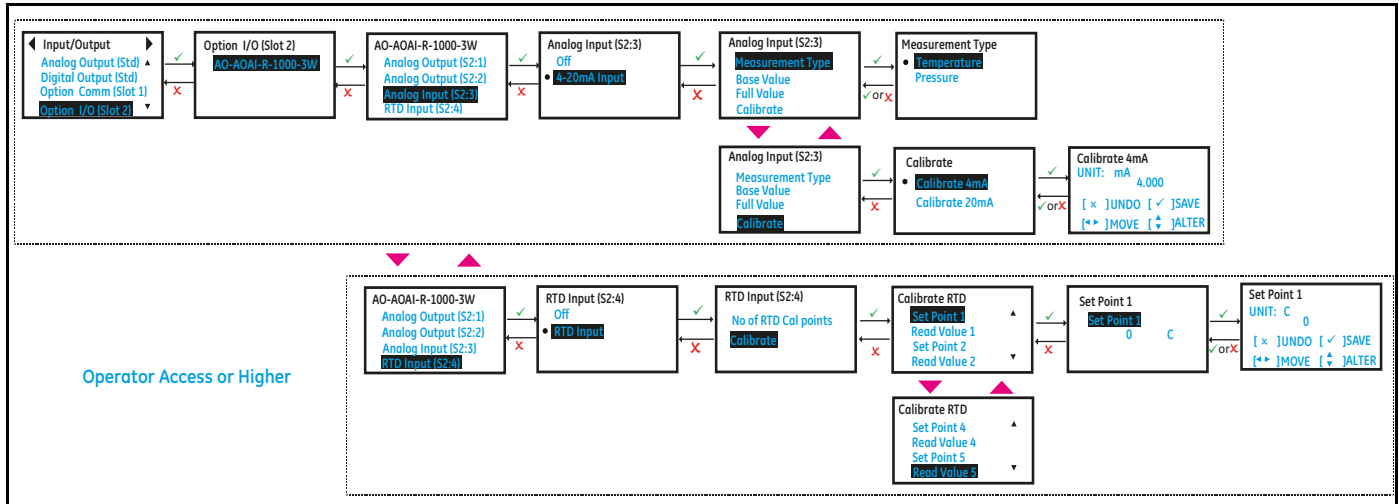 Input/Output
Analog Output (Std)
Digital Output (Std)
Option Comm (Slot 1)
Option I/O (Slot 2)
✓
x
Option I/O (Slot 2)
AO-AOAI-R-1000-3W
✓
x
AO-AOAI-R-1000-3W
Analog Output (S2:1)
Analog Output (S2:2)
Analog Input (S2:3)
RTD Input (S2:4)
✓
x
Analog Input (S2:3)
Off
• 4-20mA Input
✓
x
Analog Input (S2:3)
Measurement Type
Base Value
Full Value
Calibrate
✓
✓orx
Measurement Type
• Temperature
Pressure
Analog Input (S2:3)
Measurement Type
Base Value
Full Value
Calibrate
✓
x
Calibrate
• Calibrate 4mA
Calibrate 20mA
✓
✓orx
Calibrate 4mA
UNIT: mA
4.000
[ x ]UNDO [ ✓ ]SAVE
[◂ ▸ ]MOVE [ ▴▾ ]ALTER
AO-AOAI-R-1000-3W
Analog Output (S2:1)
Analog Output (S2:2)
Analog Input (S2:3)
RTD Input (S2:4)
✓
x
RTD Input (S2:4)
Off
• RTD Input
✓
x
RTD Input (S2:4)
No of RTD Cal points
Calibrate
✓
x
Calibrate RTD
Set Point 1
Read Value 1
Set Point 2
Read Value 2
✓
x
Set Point 1
Set Point 1
0 C
✓
✓orx
Set Point 1
UNIT: C
0
[ x ]UNDO [ ✓ ]SAVE
[◂ ▸ ]MOVE [ ▴▾ ]ALTER
Operator Access or Higher
Calibrate RTD
Set Point 4
Read Value 4
Set Point 5
Read Value 5